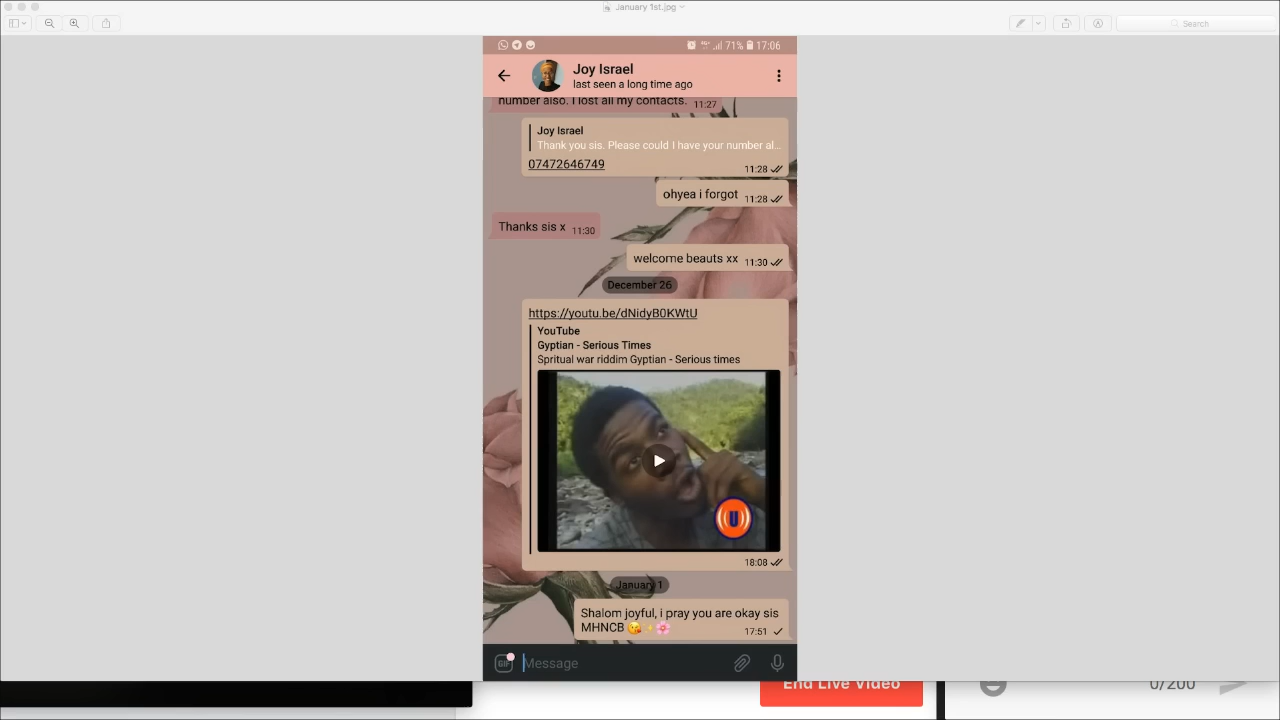 January 1st.jpg
Search
71% 17:06
Joy Israel
last seen a long time ago
number also. I lost all my contacts. 11:27
Joy Israel
Thank you sis. Please could I have your number al...
07472646749 11:28
ohyea i forgot 11:28
Thanks sis x 11:30
welcome beauts xx 11:30
December 26
https://youtu.be/dNidyB0KWtU
YouTube
Gyptian - Serious Times
Spritual war riddim Gyptian - Serious times
U
18:08
January 1
Shalom joyful, i pray you are okay sis
MHNCB 😘✨🌸 17:51
GIF
Message
End Live Video
0/200